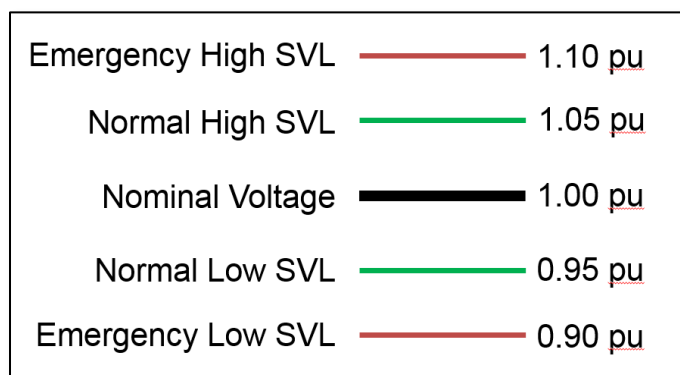 Emergency High SVL 1.10 pu
Normal High SVL 1.05 pu
Nominal Voltage 1.00 pu
Normal Low SVL 0.95 pu
Emergency Low SVL 0.90 pu